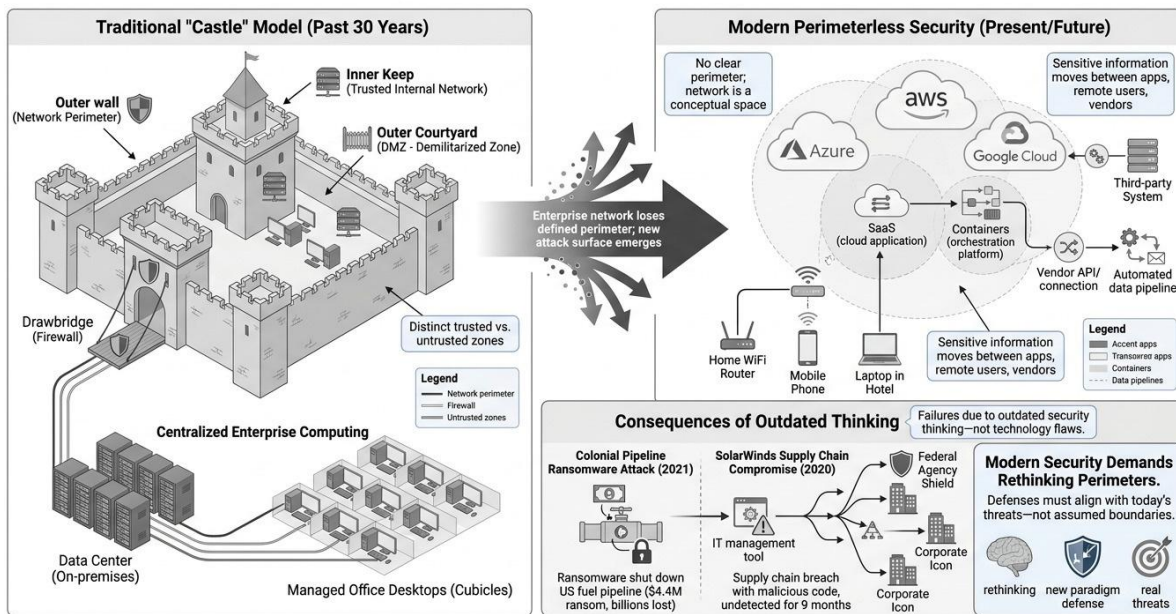 Traditional "Castle" Model (Past 30 Years)
Outer wall
(Network Perimeter)
Inner Keep
(Trusted Internal Network)
Outer Courtyard
(DMZ - Demilitarized Zone)
Drawbridge
(Firewall)
Distinct trusted vs.
untrusted zones
Legend
Network perimeter
Firewall
Untrusted zones
Centralized Enterprise Computing
Data Center
(On-premises)
Managed Office Desktops (Cubicles)
Enterprise network loses
defined perimeter; new
attack surface emerges
Modern Perimeterless Security (Present/Future)
No clear
perimeter;
network is a
conceptual space
Sensitive information
moves between apps,
remote users,
vendors
aws
Azure
Google Cloud
Third-party
System
SaaS
(cloud application)
Containers
(orchestration
platform)
Vendor API/
connection
Automated
data pipeline
Home WiFi
Router
Mobile
Phone
Laptop in
Hotel
Sensitive information
moves between apps,
remote users, vendors
Legend
Accent apps
apps
Containers
Data pipelines
Consequences of Outdated Thinking
Failures due to outdated security
thinking—not technology flaws.
Colonial Pipeline
Ransomware Attack (2021)
Ransomware shut down
US fuel pipeline ($4.4M
ransom, billions lost)
SolarWinds Supply Chain
Compromise (2020)
IT management
tool
Supply chain breach
with malicious code,
undetected for 9 months
Federal
Agency
Shield
Corporate
Icon
Corporate
Icon
Modern Security Demands
Rethinking Perimeters.
Defenses must align with today's
threats—not assumed boundaries.
rethinking
new paradigm
defense
real
threats